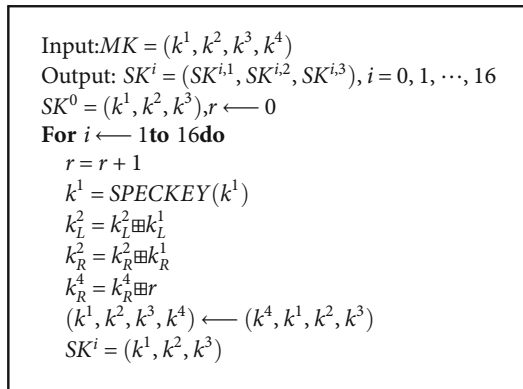 Input:MK = (k¹, k², k³, k⁴)
Output: SKⁱ = (SKⁱ,¹, SKⁱ,², SKⁱ,³), i = 0, 1, ⋯, 16
SK⁰ = (k¹, k², k³),r ⟵ 0
For i ⟵ 1to 16do
r = r + 1
k¹ = SPECKEY(k¹)
k²_L = k²_L⊞k¹_L
k²_R = k²_R⊞k¹_R
k⁴_R = k⁴_R⊞r
(k¹, k², k³, k⁴) ⟵ (k⁴, k¹, k², k³)
SKⁱ = (k¹, k², k³)